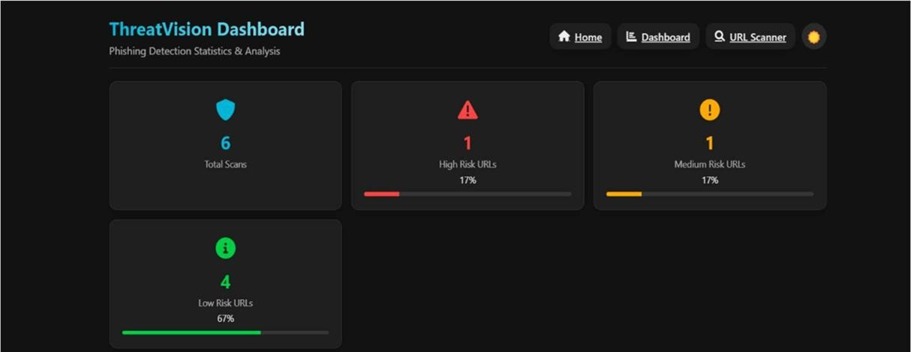 ThreatVision Dashboard
Phishing Detection Statistics & Analysis
Home
Dashboard
URL Scanner
6
Total Scans
1
High Risk URLs
17%
1
Medium Risk URLs
17%
4
Low Risk URLs
67%